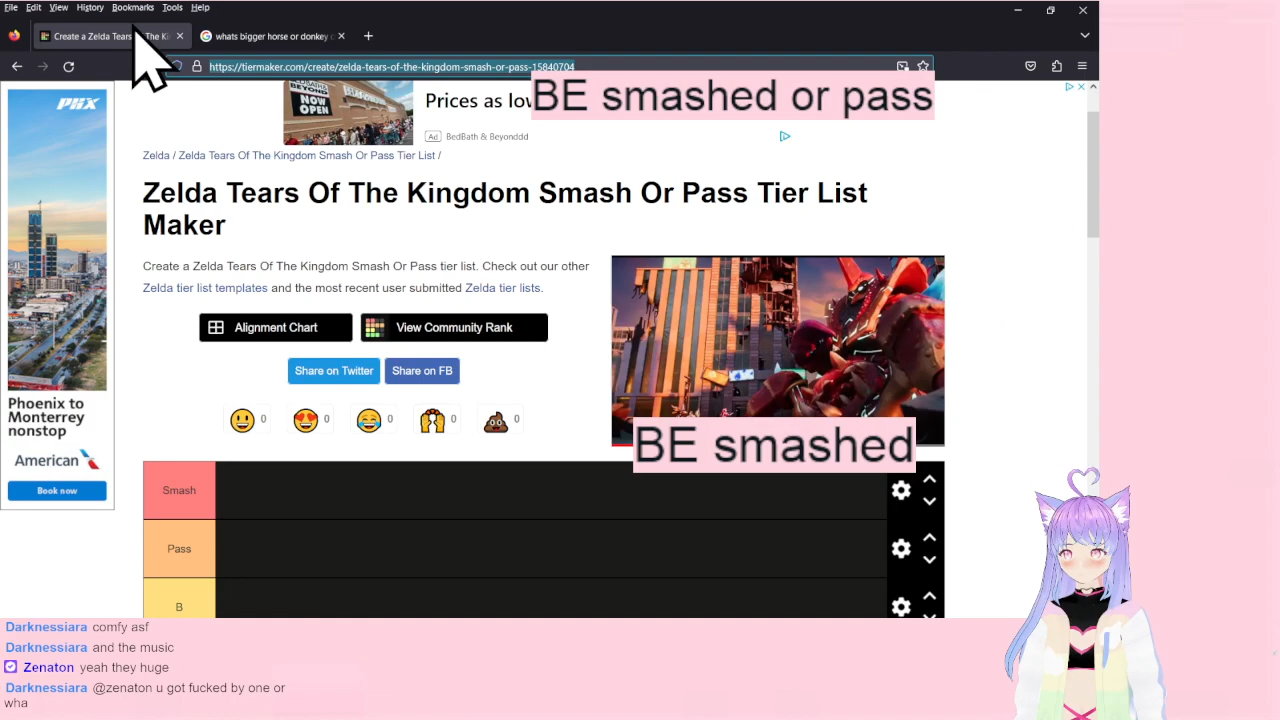 File Edit View History Bookmarks Tools Help
Create a Zelda Tears
The Ki
whats bigger horse or donkey c
https://tiermaker.com/create/zelda-tears-of-the-kingdom-smash-or-pass-15840704
BE smashed or pass
PHX
NOW OPEN
Prices as low
Ad BedBath & Beyonddd
Zelda / Zelda Tears Of The Kingdom Smash Or Pass Tier List /
Zelda Tears Of The Kingdom Smash Or Pass Tier List
Maker
Create a Zelda Tears Of The Kingdom Smash Or Pass tier list. Check out our other
Zelda tier list templates and the most recent user submitted Zelda tier lists.
Alignment Chart View Community Rank
Share on Twitter Share on FB
0 0 0 0 0
Phoenix to
Monterrey
nonstop
American
Book now
BE smashed
Smash
Pass
B
Darknessiara comfy asf
Darknessiara and the music
Zenaton yeah they huge
Darknessiara @zenaton u got fucked by one or
wha